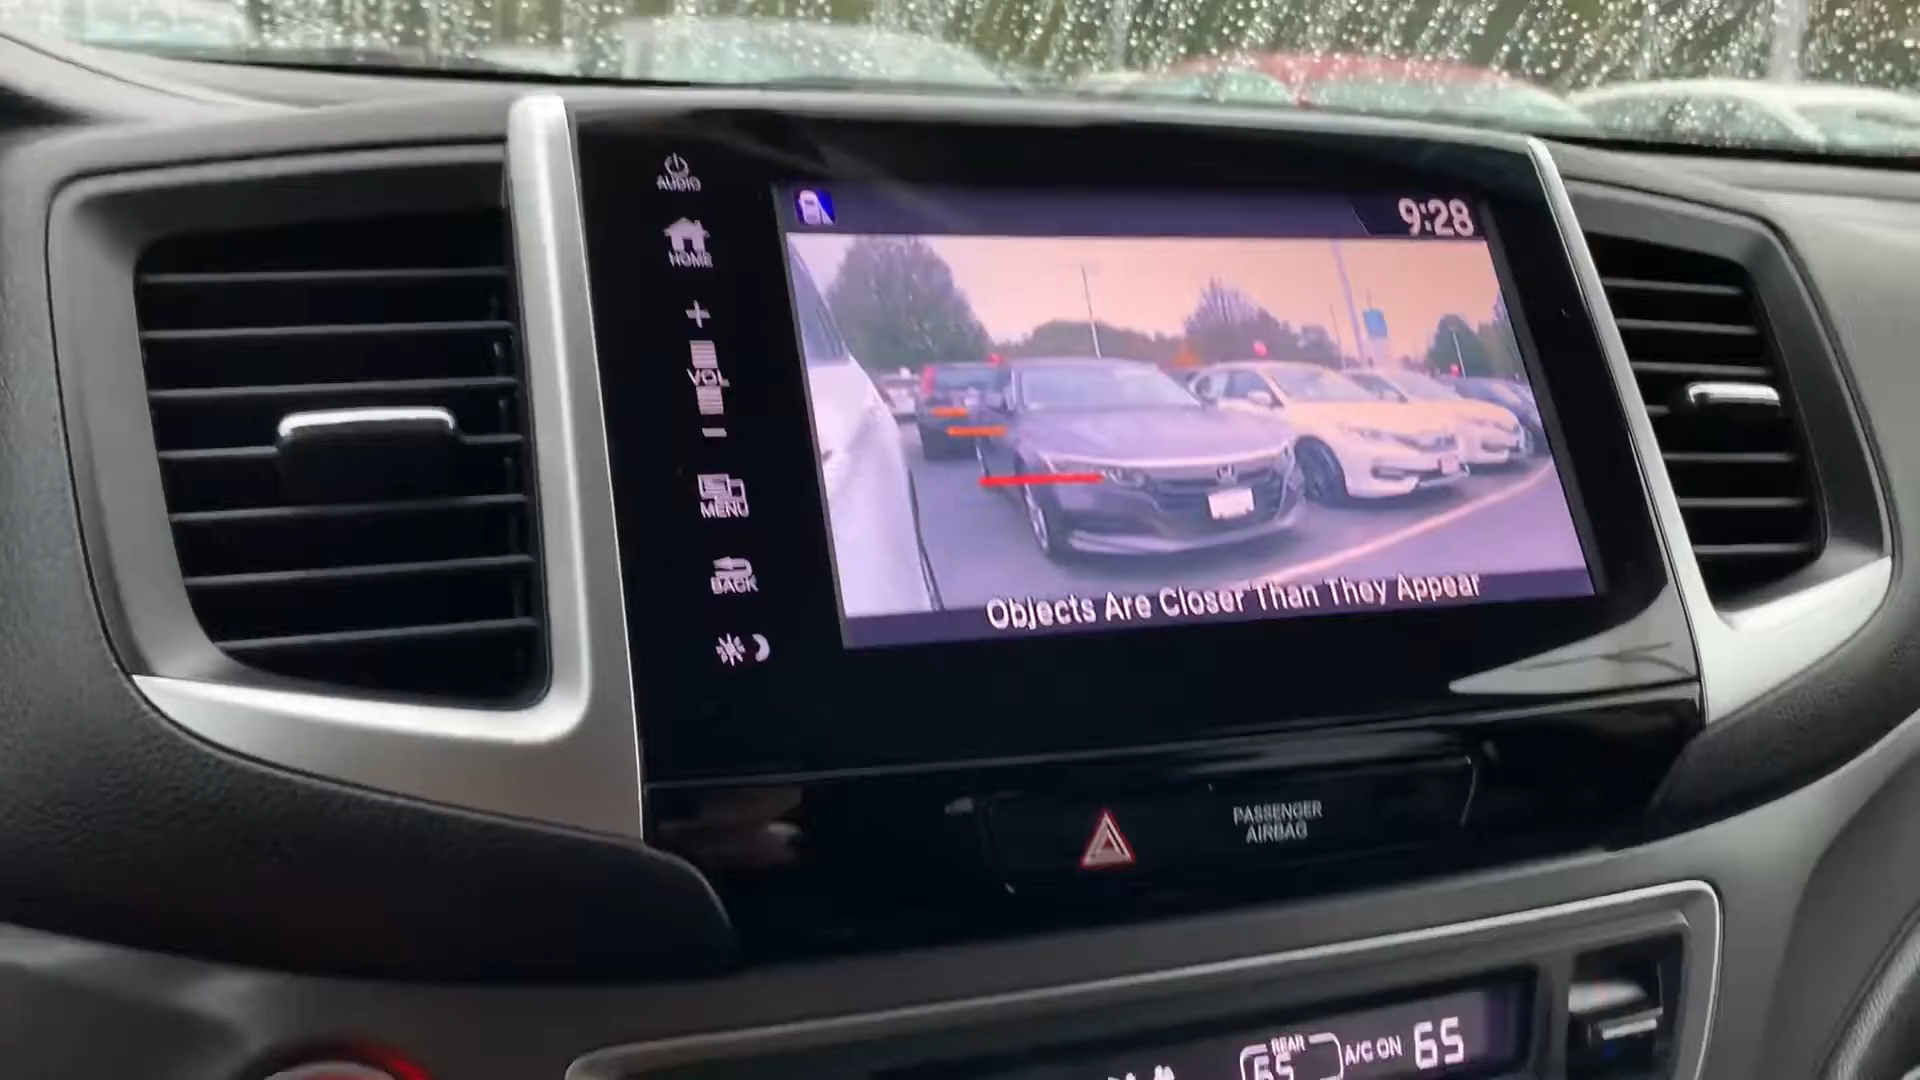 AUDIO
9:28
HOME
+
VOL
-
MENU
BACK
Objects Are Closer Than They Appear
PASSENGER
AIRBAG
REAR
65
A/C ON
65